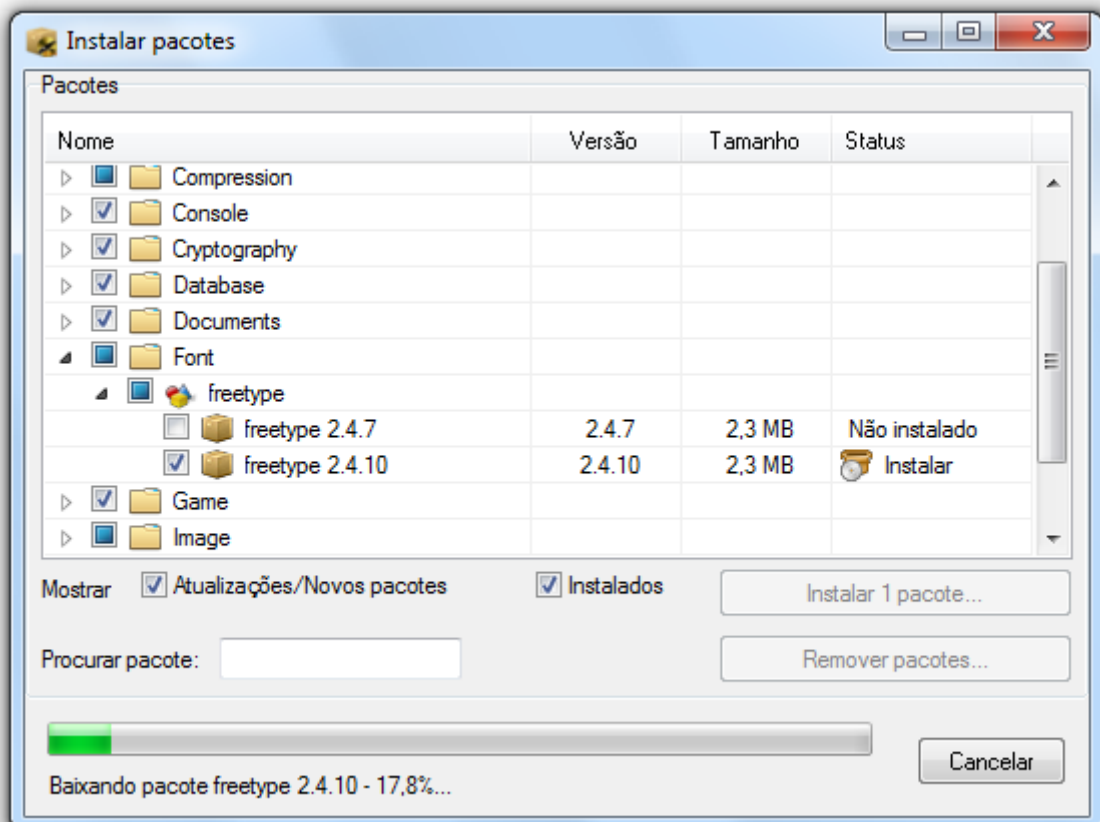 Instalar pacotes
Pacotes
Nome Versão Tamanho Status
Compression
Console
Cryptography
Database
Documents
Font
freetype
freetype 2.4.7 2.4.7 2,3 MB Não instalado
freetype 2.4.10 2.4.10 2,3 MB Instalar
Game
Image
Mostrar Atualizações/Novos pacotes Instalados Instalar 1 pacote...
Procurar pacote: Remover pacotes...
Cancelar
Baixando pacote freetype 2.4.10 - 17,8%...